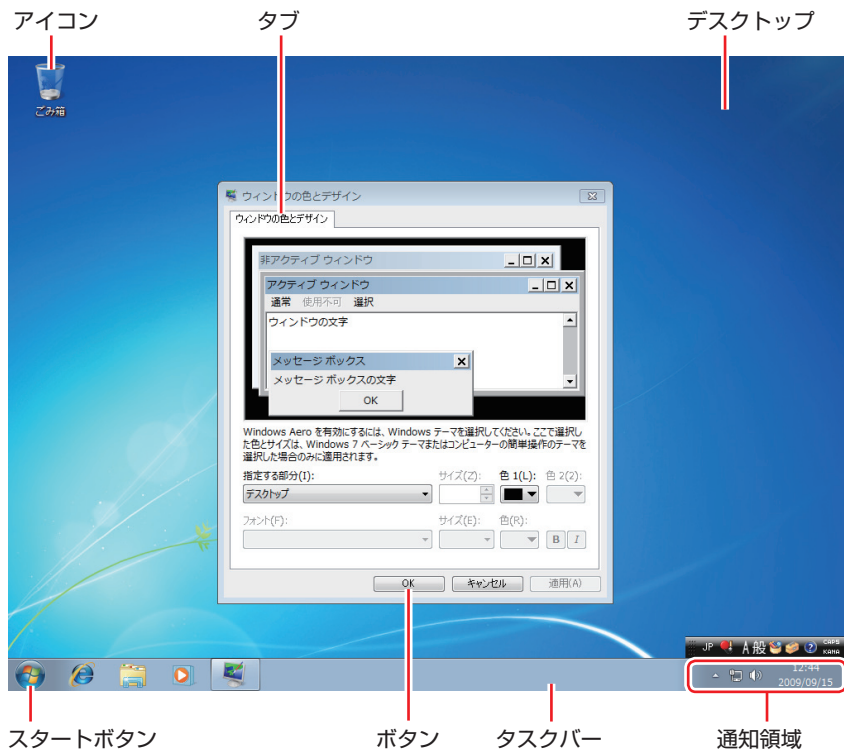 アイコン
タブ
デスクトップ
ごみ箱
ウィンドウの色とデザイン
ウィンドウの色とデザイン
非アクティブ ウィンドウ
アクティブ ウィンドウ
通常 使用不可 選択
ウィンドウの文字
メッセージ ボックス
メッセージ ボックスの文字
OK
Windows Aero を有効にするには、Windows テーマを選択してください。ここで選択し
た色とサイズは、Windows 7 ベーシック テーマまたはコンピューターの簡単操作のテーマを
選択した場合のみに適用されます。
指定する部分(I): サイズ(Z): 色 1(L): 色 2(2):
デスクトップ
フォント(F): サイズ(E): 色(R):
B I
OK キャンセル 適用(A)
JP A 般 CAPS
KANA
12:44
2009/09/15
スタートボタン
ボタン
タスクバー
通知領域